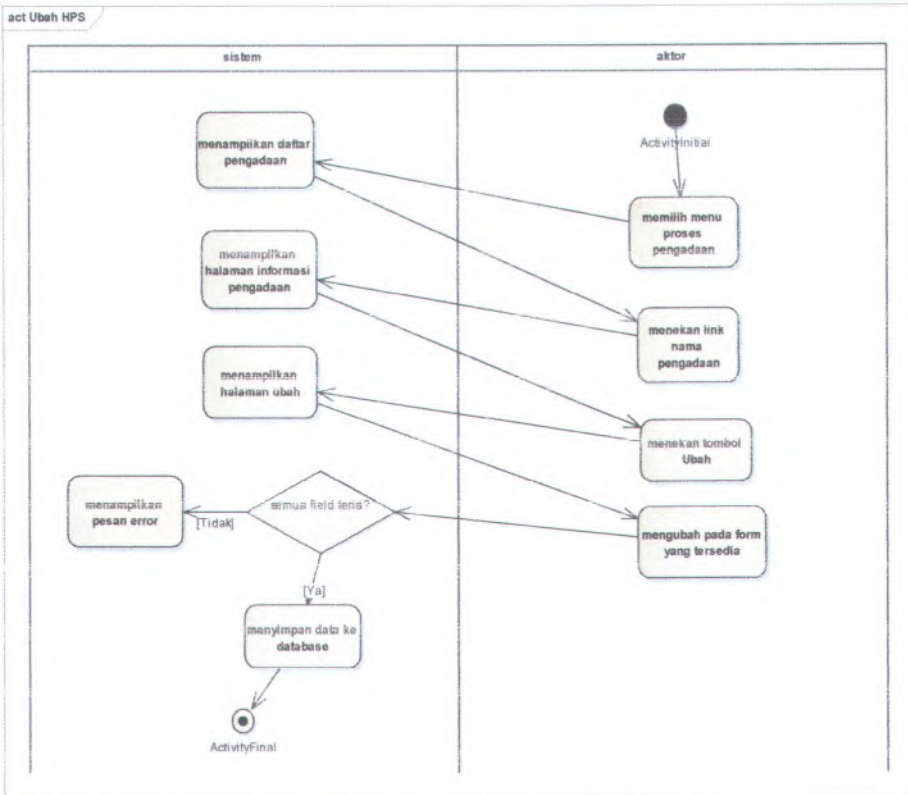 act Ubah HPS
sistem
aktor
ActivityInitial
menampilkan daftar
pengadaan
memilih menu
proses
pengadaan
menampilkan
halaman informasi
pengadaan
menekan link
nama
pengadaan
menampilkan
halaman ubah
menekan tombol
Ubah
menampilkan
pesan error
[Tidak]
semua field terisi?
mengubah pada form
yang tersedia
[Ya]
menyimpan data ke
database
ActivityFinal